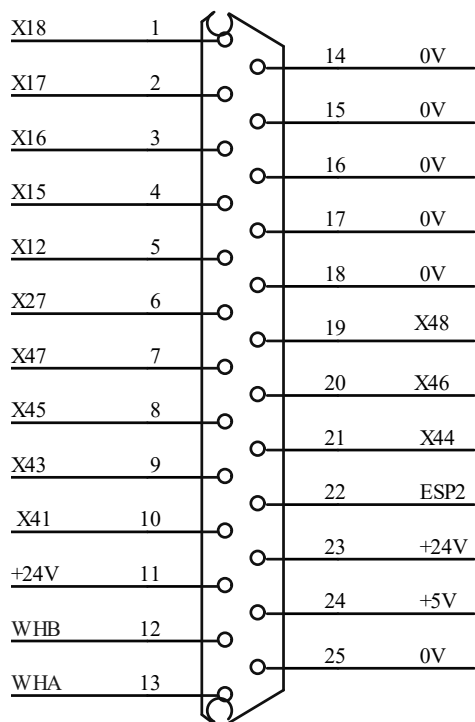 X18 1
14 0V
X17 2
15 0V
X16 3
16 0V
X15 4
17 0V
X12 5
18 0V
X27 6
19 X48
X47 7
20 X46
X45 8
21 X44
X43 9
22 ESP2
X41 10
23 +24V
+24V 11
24 +5V
WHB 12
25 0V
WHA 13